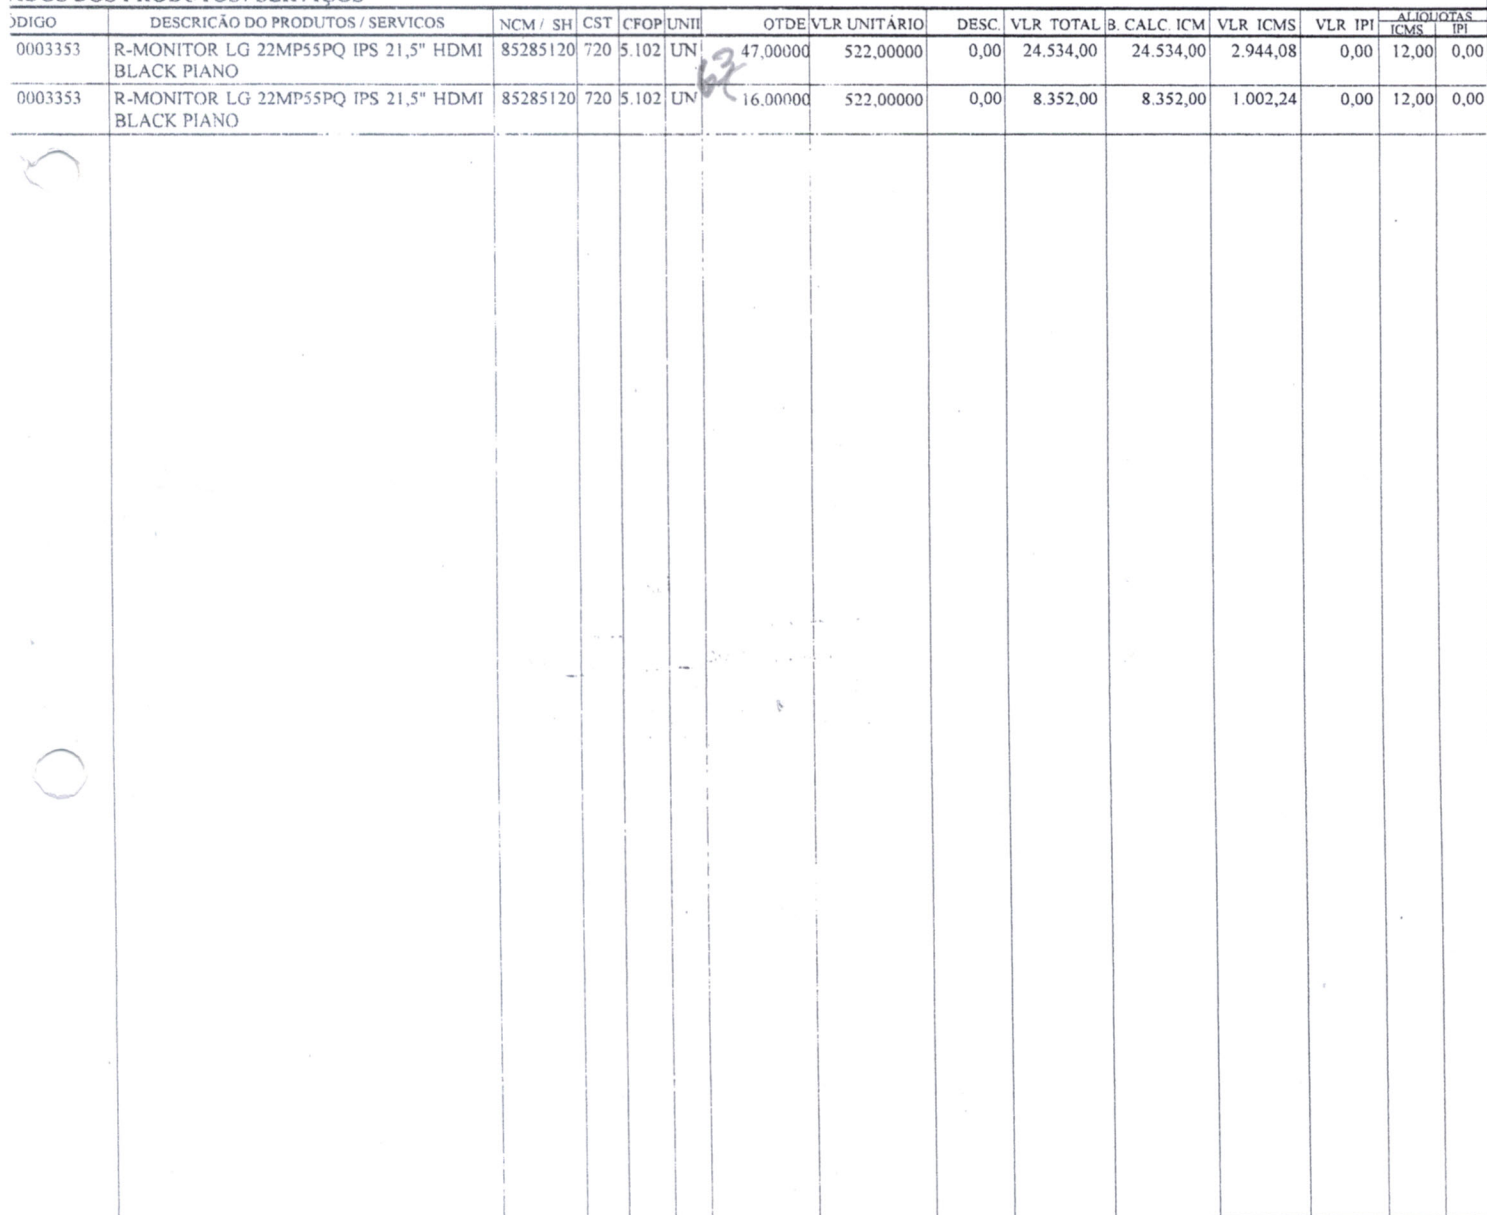 ÓDIGO DESCRIÇÃO DO PRODUTOS / SERVICOS NCM / SH CST CFOP UNII QTDE VLR UNITÁRIO DESC. VLR TOTAL B. CALC. ICM VLR ICMS VLR IPI ALIQUOTAS
ICMS IPI
0003353 R-MONITOR LG 22MP55PQ IPS 21,5" HDMI 85285120 720 5.102 UN 47,00000 522,00000 0,00 24.534,00 24.534,00 2.944,08 0,00 12,00 0,00
BLACK PIANO
63
0003353 R-MONITOR LG 22MP55PQ IPS 21,5" HDMI 85285120 720 5.102 UN 16,00000 522,00000 0,00 8.352,00 8.352,00 1.002,24 0,00 12,00 0,00
BLACK PIANO